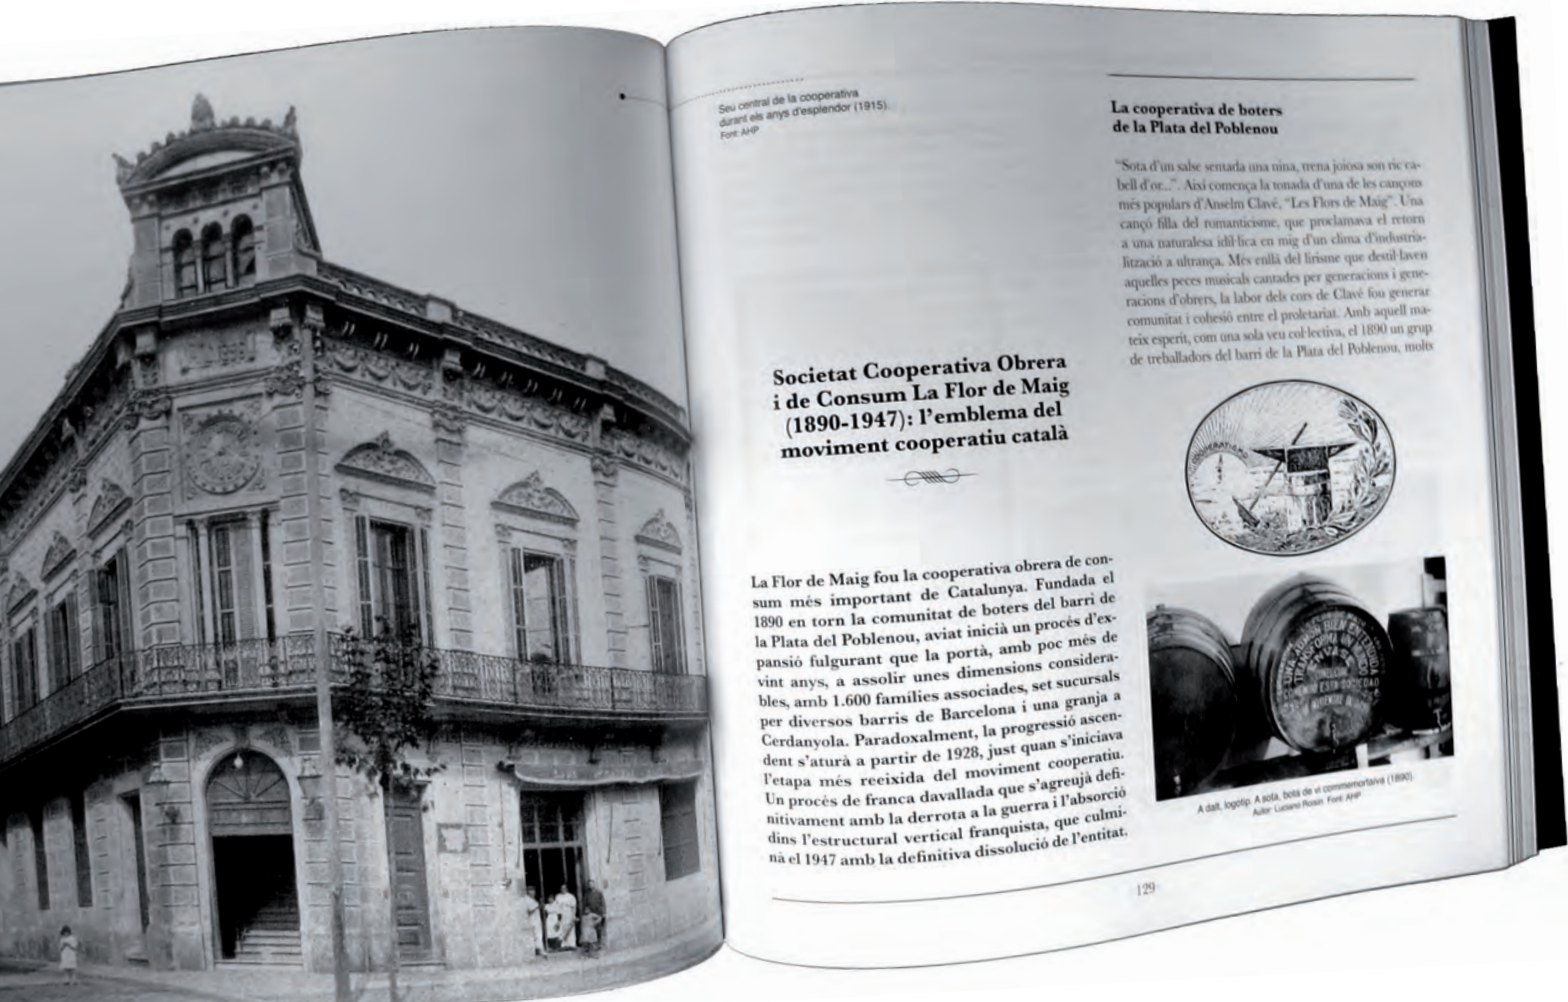 Seu central de la cooperativa
durant els anys d'esplendor (1915).
Font: AHP
Societat Cooperativa Obrera
i de Consum La Flor de Maig
(1890-1947): l'emblema del
moviment cooperatiu català
La Flor de Maig fou la cooperativa obrera de con-
sum més important de Catalunya. Fundada el
1890 en torn la comunitat de boters del barri de
la Plata del Poblenou, aviat inicià un procés d'ex-
pansió fulgurant que la portà, amb poc més de
vint anys, a assolir unes dimensions considera-
bles, amb 1.600 famílies associades, set sucursals
per diversos barris de Barcelona i una granja a
Cerdanyola. Paradoxalment, la progressió ascen-
dent s'aturà a partir de 1928, just quan s'iniciava
l'etapa més reeixida del moviment cooperatiu.
Un procés de franca davallada que s'agreujà defi-
nitivament amb la derrota a la guerra i l'absorció
dins l'estructural vertical franquista, que culmi-
nà el 1947 amb la definitiva dissolució de l'entitat.
La cooperativa de boters
de la Plata del Poblenou
"Sota d'un salse sentada una nina, trena joiosa son ric ca-
bell d'or...". Així comença la tonada d'una de les cançons
més populars d'Anselm Clavé, "Les Flors de Maig". Una
cançó filla del romanticisme, que proclamava el retorn
a una naturalesa idíl·lica en mig d'un clima d'industria-
lització a ultrança. Més enllà del lirisme que destil·laven
aquelles peces musicals cantades per generacions i gene-
racions d'obrers, la labor dels cors de Clavé fou generar
comunitat i cohesió entre el proletariat. Amb aquell ma-
teix esperit, com una sola veu col·lectiva, el 1890 un grup
de treballadors del barri de la Plata del Poblenou, molts
A dalt, logotip. A sota, bota de vi commemorativa (1890).
Autor: Luciano Roisin. Font: AHP
129